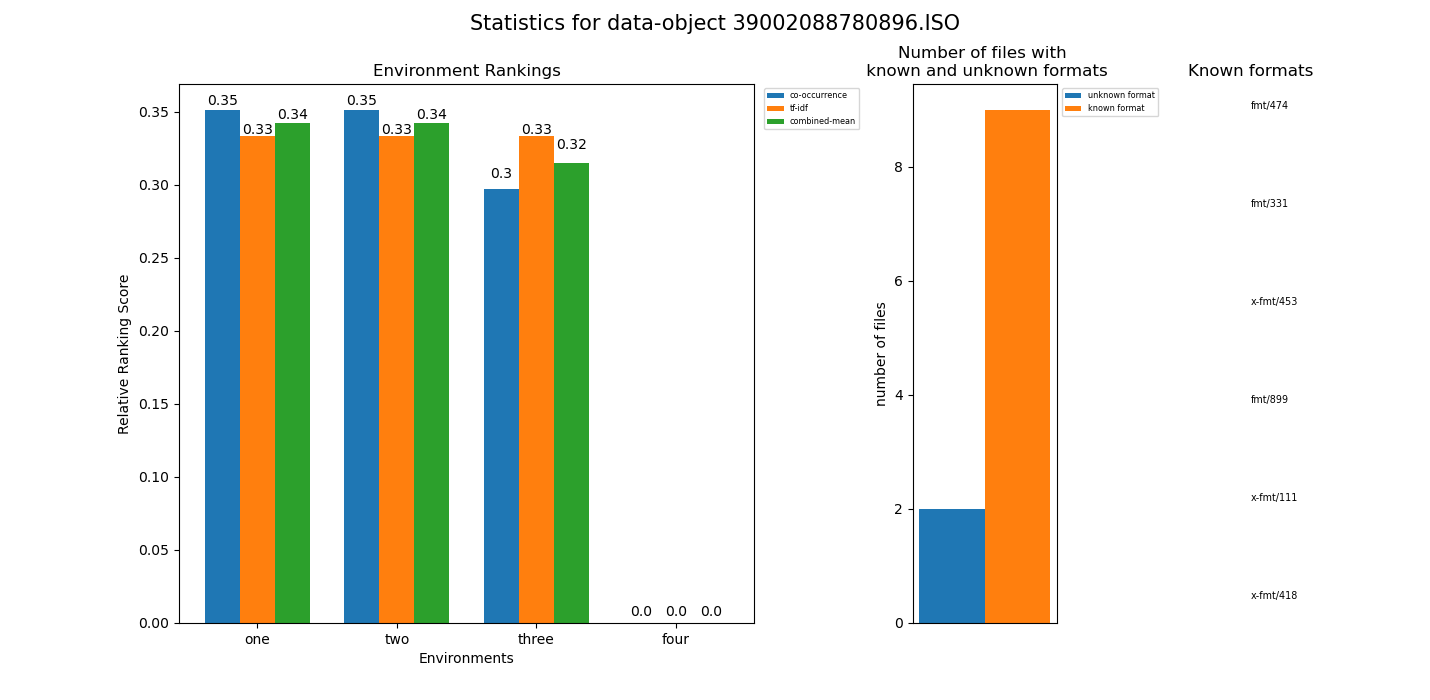 Statistics for data-object 39002088780896.ISO
Environment Rankings
0.35
0.30
0.25
0.20
0.15
0.10
0.05
0.00
Relative Ranking Score
0.35
0.33
0.34
0.35
0.33
0.34
0.3
0.33
0.32
0.0
0.0
0.0
one
two
three
four
Environments
co-occurrence
tf-idf
combined-mean
Number of files with
known and unknown formats
8
6
4
2
0
number of files
unknown format
known format
Known formats
fmt/474
fmt/331
x-fmt/453
fmt/899
x-fmt/111
x-fmt/418